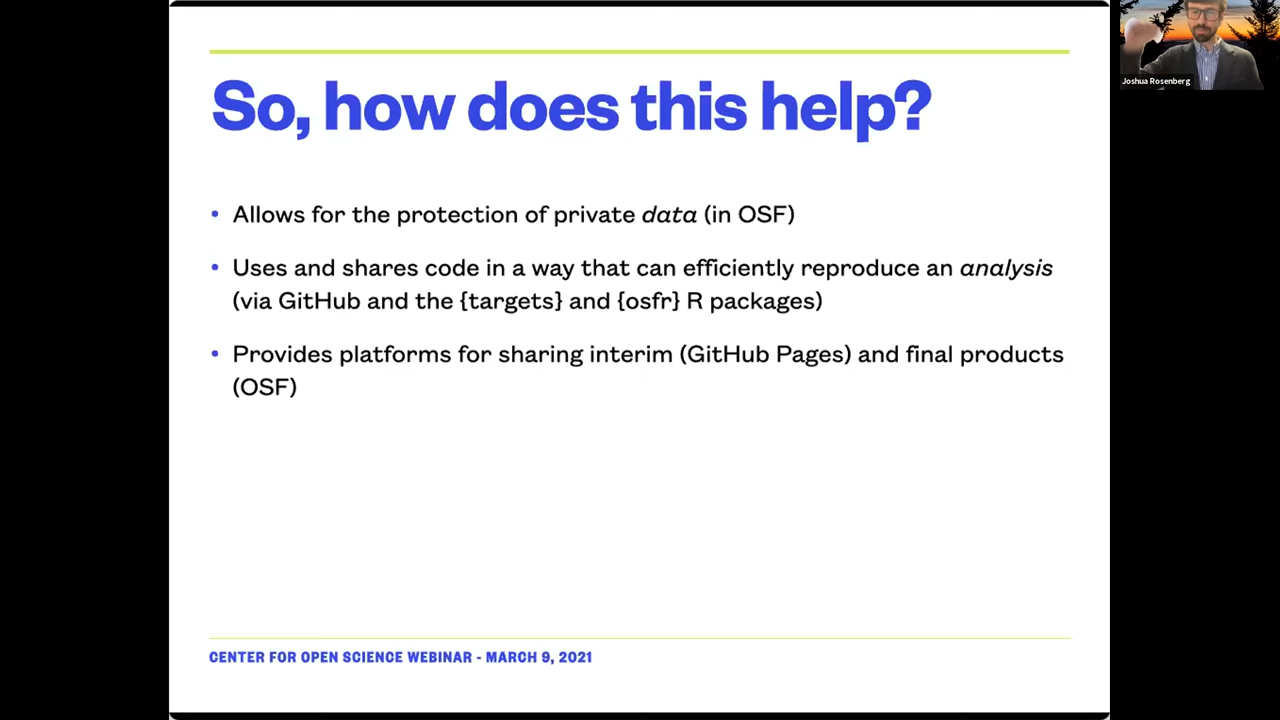 So, how does this help?
• Allows for the protection of private data (in OSF)
• Uses and shares code in a way that can efficiently reproduce an analysis
(via GitHub and the {targets} and {osfr} R packages)
• Provides platforms for sharing interim (GitHub Pages) and final products
(OSF)
CENTER FOR OPEN SCIENCE WEBINAR - MARCH 9, 2021
Joshua Rosenberg